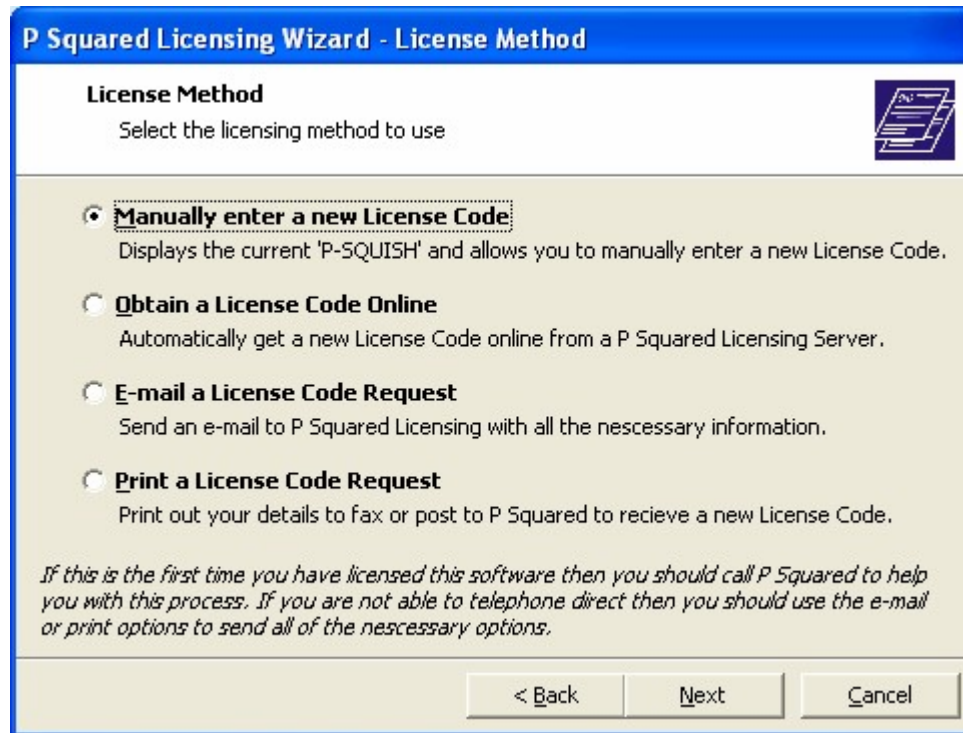 P Squared Licensing Wizard - License Method
License Method
Select the licensing method to use
Manually enter a new License Code
Displays the current 'P-SQUISH' and allows you to manually enter a new License Code.
Obtain a License Code Online
Automatically get a new License Code online from a P Squared Licensing Server.
E-mail a License Code Request
Send an e-mail to P Squared Licensing with all the nescessary information.
Print a License Code Request
Print out your details to fax or post to P Squared to recieve a new License Code.
If this is the first time you have licensed this software then you should call P Squared to help
you with this process. If you are not able to telephone direct then you should use the e-mail
or print options to send all of the nescessary options.
< Back Next Cancel